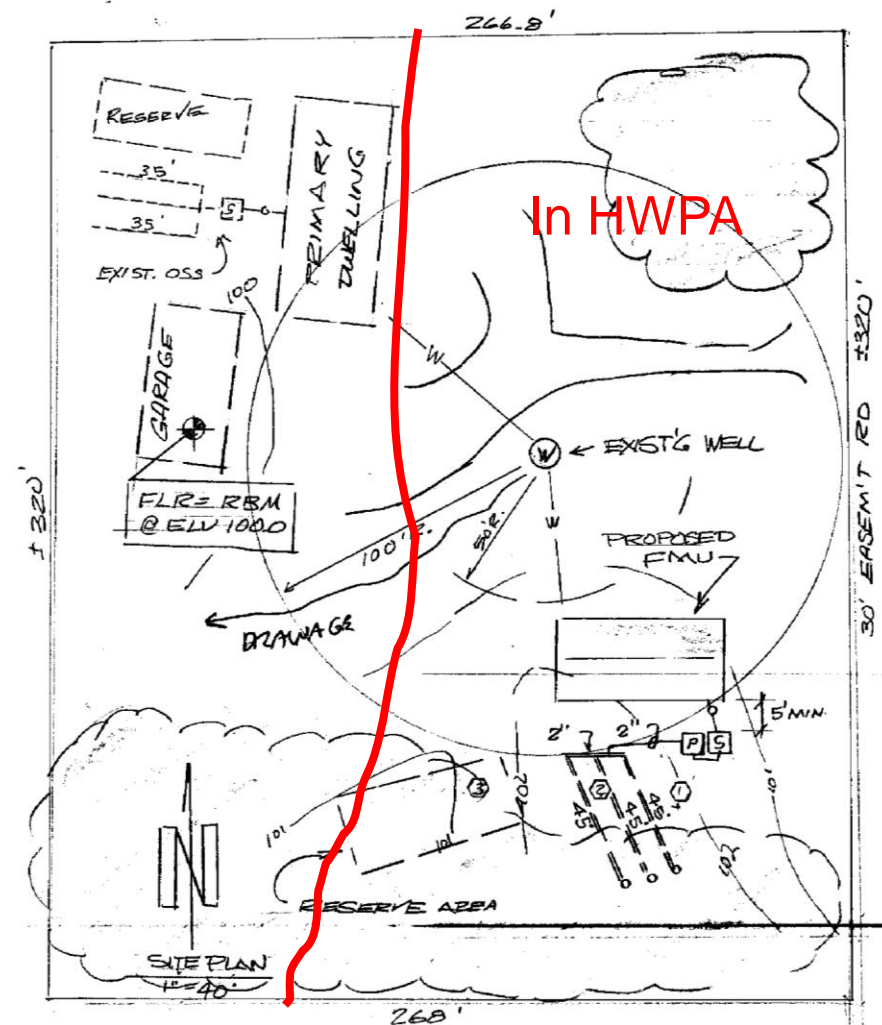 266.8'
RESERVE
35'
35'
S
EXIST. OSS
PRIMARY
DWELLING
In HWPA
100
GARAGE
W
W
EXIST'G WELL
FLR = RBM
@ ELV 100.0
100' R.
50' R.
W
PROPOSED
FMU
DRAINAGE
± 320'
±320'
30' EASEM'T RD
5' MIN.
2'
2"
P
S
3
2
1
102
45
45'
45'
101
101
101
102
RESERVE AREA
N
SITE PLAN
1"=40'
268'